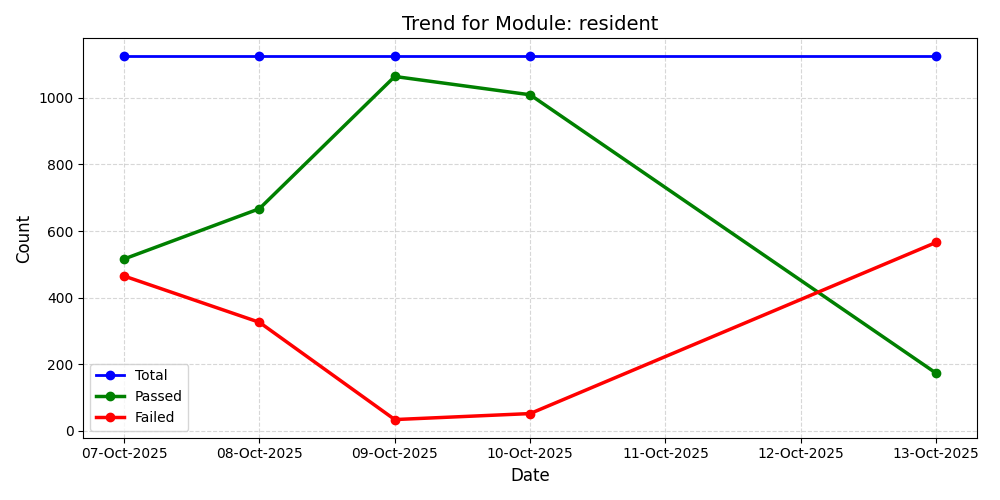 Trend for Module: resident
Count
1000
800
600
400
200
0
Total
Passed
Failed
07-Oct-2025
08-Oct-2025
09-Oct-2025
10-Oct-2025
11-Oct-2025
12-Oct-2025
13-Oct-2025
Date